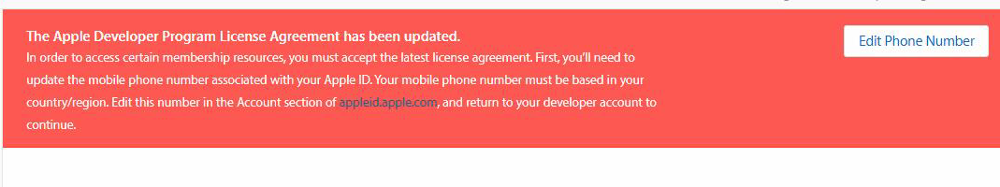 The Apple Developer Program License Agreement has been updated.
Edit Phone Number
In order to access certain membership resources, you must accept the latest license agreement. First, you'll need to
update the mobile phone number associated with your Apple ID. Your mobile phone number must be based in your
country/region. Edit this number in the Account section of appleid.apple.com, and return to your developer account to
continue.